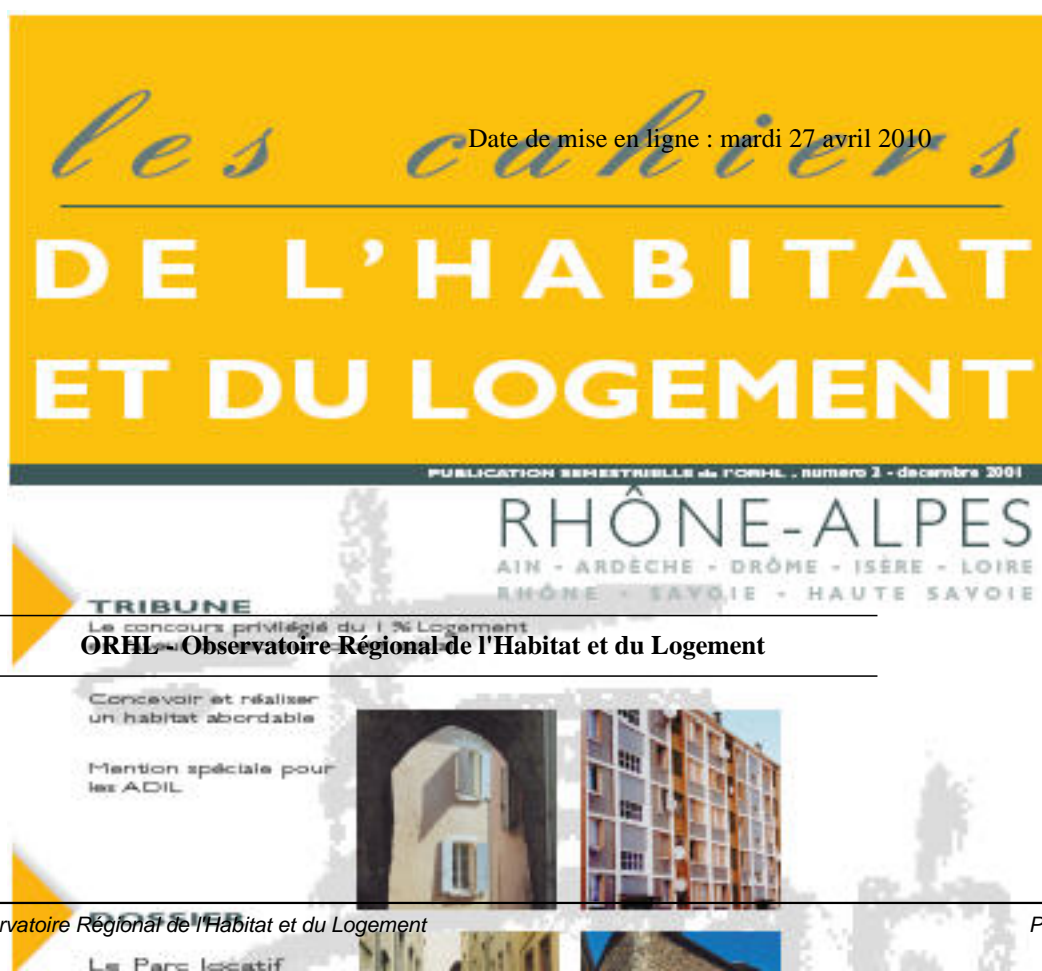 les cahiers
Date de mise en ligne : mardi 27 avril 2010
DE L'HABITAT
ET DU LOGEMENT
PUBLICATION SEMESTRIELLE de l'ORHL . numero 2 - decembre 2001
RHÔNE-ALPES
AIN - ARDÈCHE - DRÔME - ISÈRE - LOIRE
RHÔNE - SAVOIE - HAUTE SAVOIE
TRIBUNE
Le concours privilégié du 1 % Logement
ORHL - Observatoire Régional de l'Habitat et du Logement
Concevoir et réaliser
un habitat abordable
Mention spéciale pour
les ADIL
DOSSIER
rvatoire Régional de l'Habitat et du Logement
P
Le Parc locatif